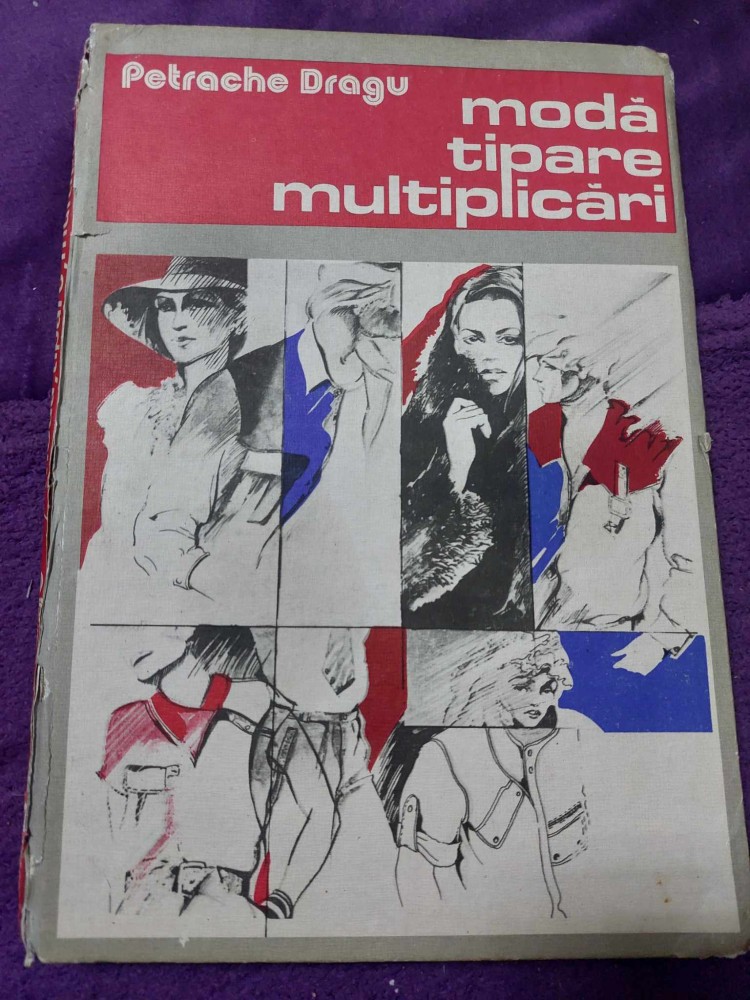 Petrache Dragu
modă
tipare
multiplicări